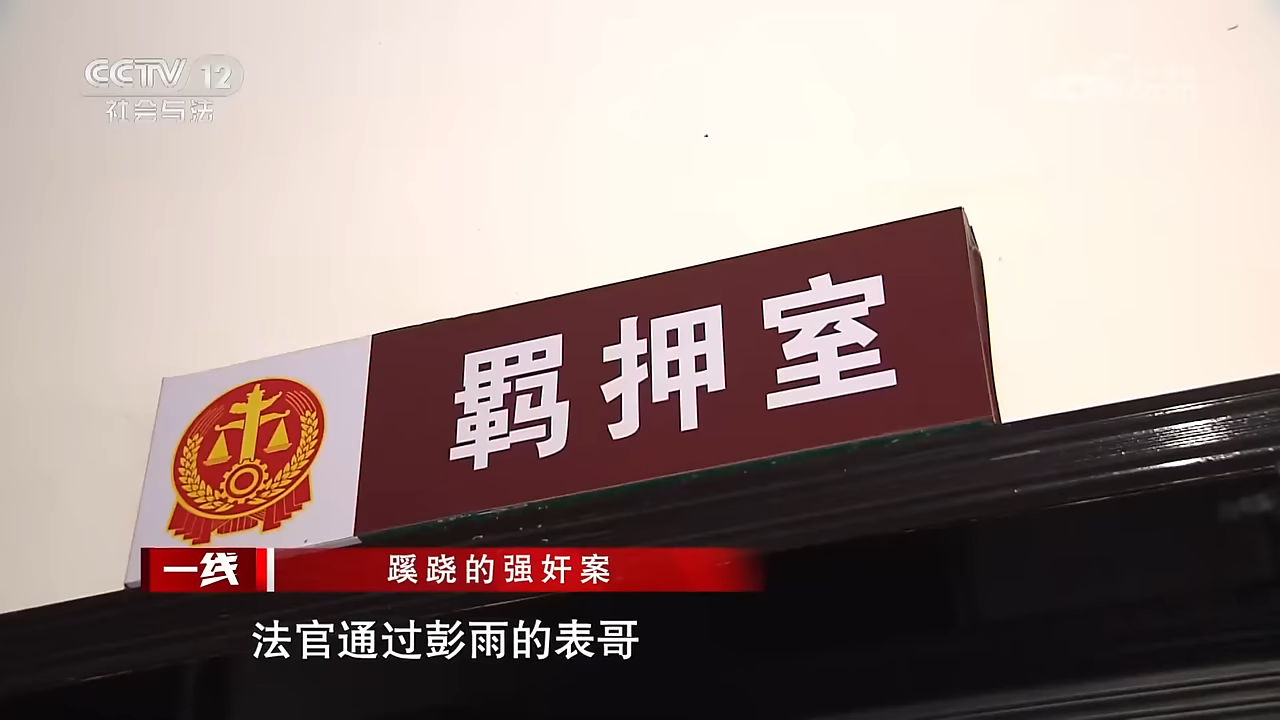 CCTV 12
社会与法
羁押室
一线
蹊跷的强奸案
法官通过彭雨的表哥